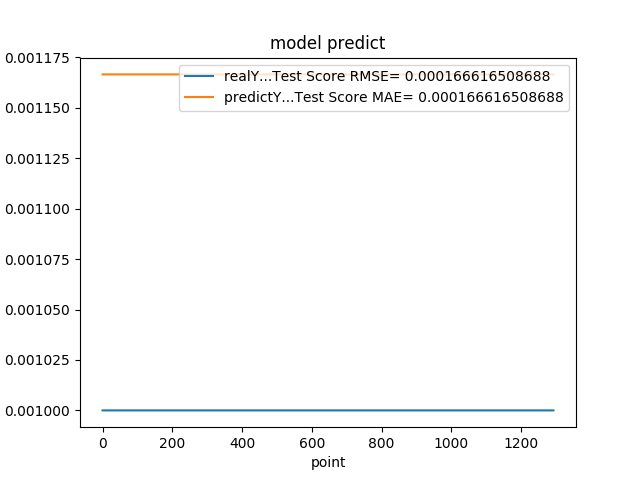 model predict
0.001175
realY...Test Score RMSE= 0.000166616508688
predictY...Test Score MAE= 0.000166616508688
0.001150
0.001125
0.001100
0.001075
0.001050
0.001025
0.001000
0 200 400 600 800 1000 1200
point